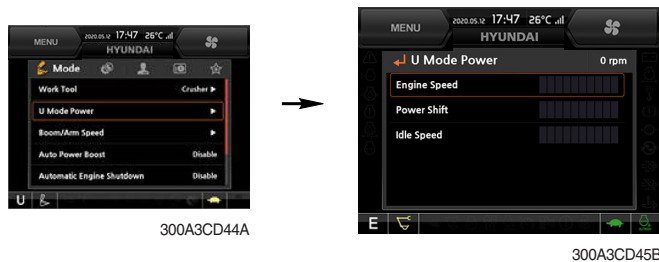 MENU
2020.05.12 17:47 26°C
HYUNDAI
Mode
Work Tool Crusher ▶
U Mode Power ▶
Boom/Arm Speed ▶
Auto Power Boost Disable
Automatic Engine Shutdown Disable
U
300A3CD44A
MENU
2020.05.12 17:47 26°C
HYUNDAI
U Mode Power 0 rpm
Engine Speed
Power Shift
Idle Speed
E
300A3CD45B